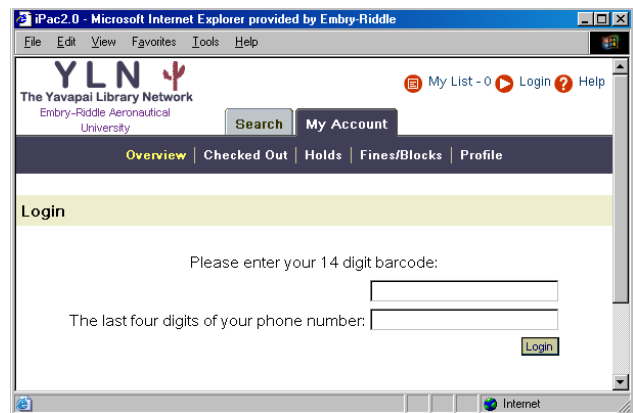 iPac2.0 - Microsoft Internet Explorer provided by Embry-Riddle
File Edit View Favorites Tools Help
YLN
The Yavapai Library Network
Embry-Riddle Aeronautical
University
My List - 0 Login ? Help
Search My Account
Overview | Checked Out | Holds | Fines/Blocks | Profile
Login
Please enter your 14 digit barcode:
The last four digits of your phone number:
Login
Internet